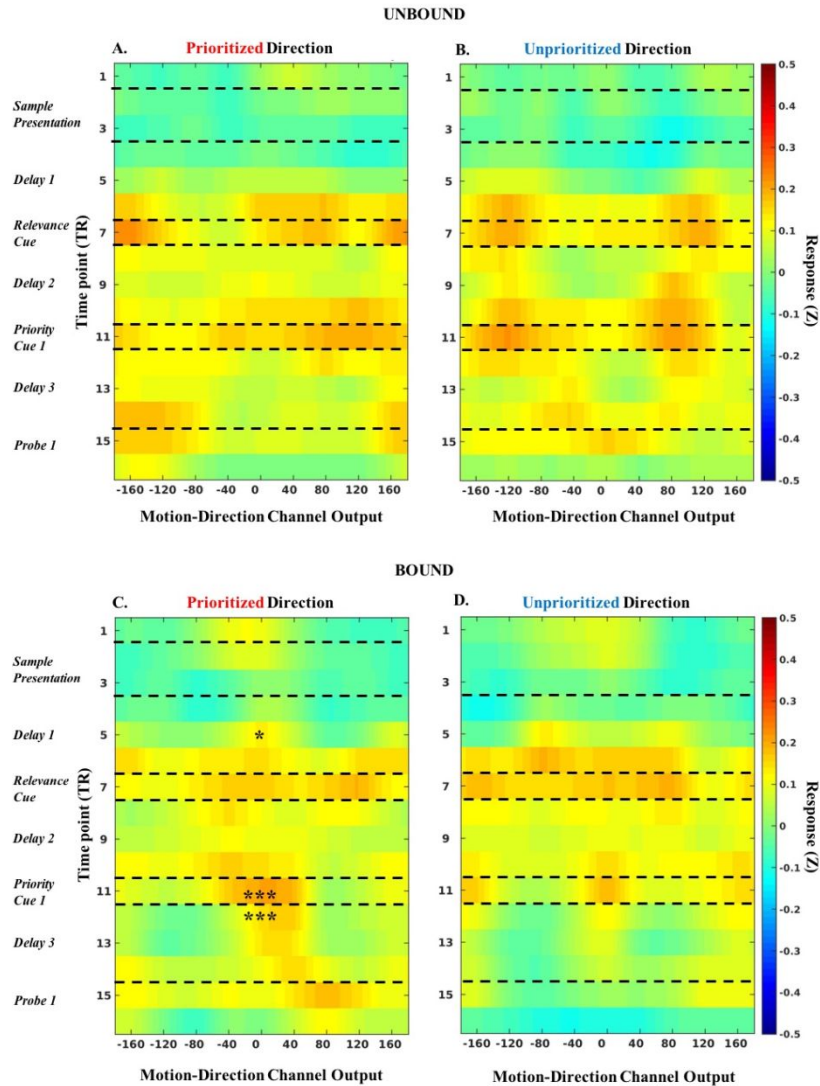 UNBOUND
A. Prioritized Direction
B. Unprioritized Direction
Sample
Presentation
Delay 1
Relevance
Cue
Delay 2
Priority
Cue 1
Delay 3
Probe 1
Time point (TR)
1
3
5
7
9
11
13
15
-160 -120 -80 -40 0 40 80 120 160
Motion-Direction Channel Output
1
3
5
7
9
11
13
15
-160 -120 -80 -40 0 40 80 120 160
Motion-Direction Channel Output
0.5
0.4
0.3
0.2
0.1
0
-0.1
-0.2
-0.3
-0.4
-0.5
Response (Z)
BOUND
C. Prioritized Direction
D. Unprioritized Direction
Sample
Presentation
Delay 1
Relevance
Cue
Delay 2
Priority
Cue 1
Delay 3
Probe 1
Time point (TR)
1
3
5
7
9
11
13
15
*
***
***
-160 -120 -80 -40 0 40 80 120 160
Motion-Direction Channel Output
1
3
5
7
9
11
13
15
-160 -120 -80 -40 0 40 80 120 160
Motion-Direction Channel Output
0.5
0.4
0.3
0.2
0.1
0
-0.1
-0.2
-0.3
-0.4
-0.5
Response (Z)